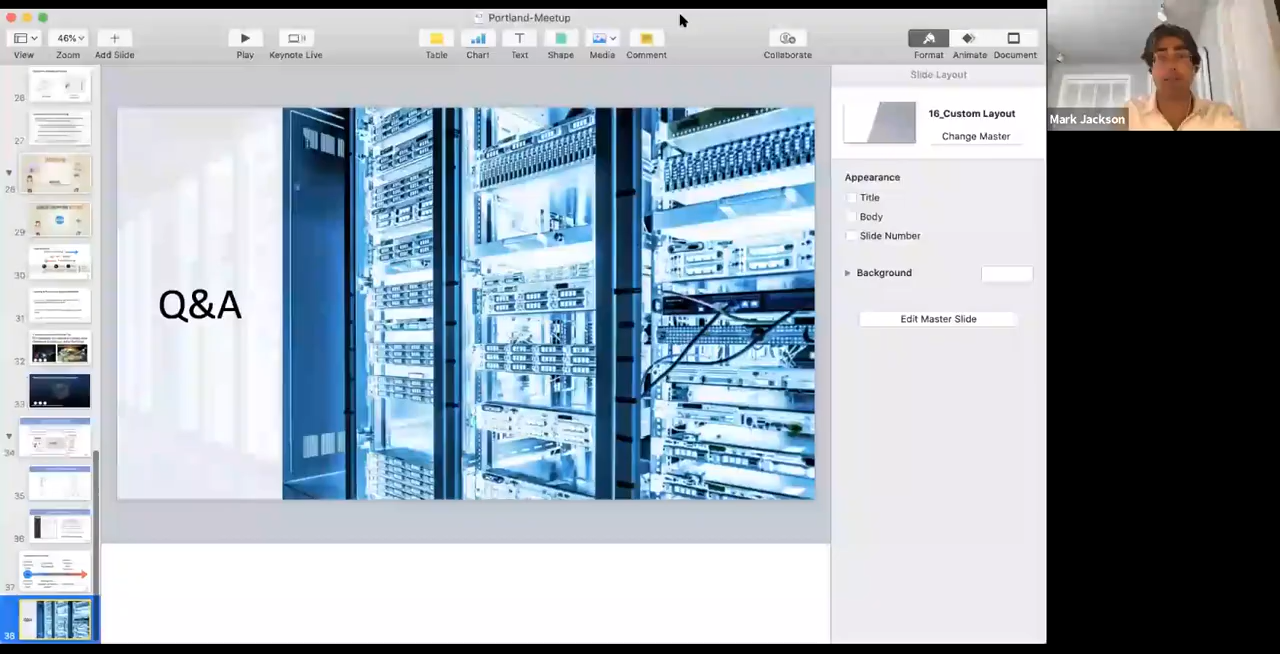 Portland-Meetup
46%
View Zoom Add Slide Play Keynote Live Table Chart Text Shape Media Comment Collaborate Format Animate Document
Slide Layout
16_Custom Layout
Change Master
Appearance
Title
Body
Slide Number
Background
Edit Master Slide
Q&A
26
27
28
29
30
31
32
33
34
35
36
37
38
Mark Jackson